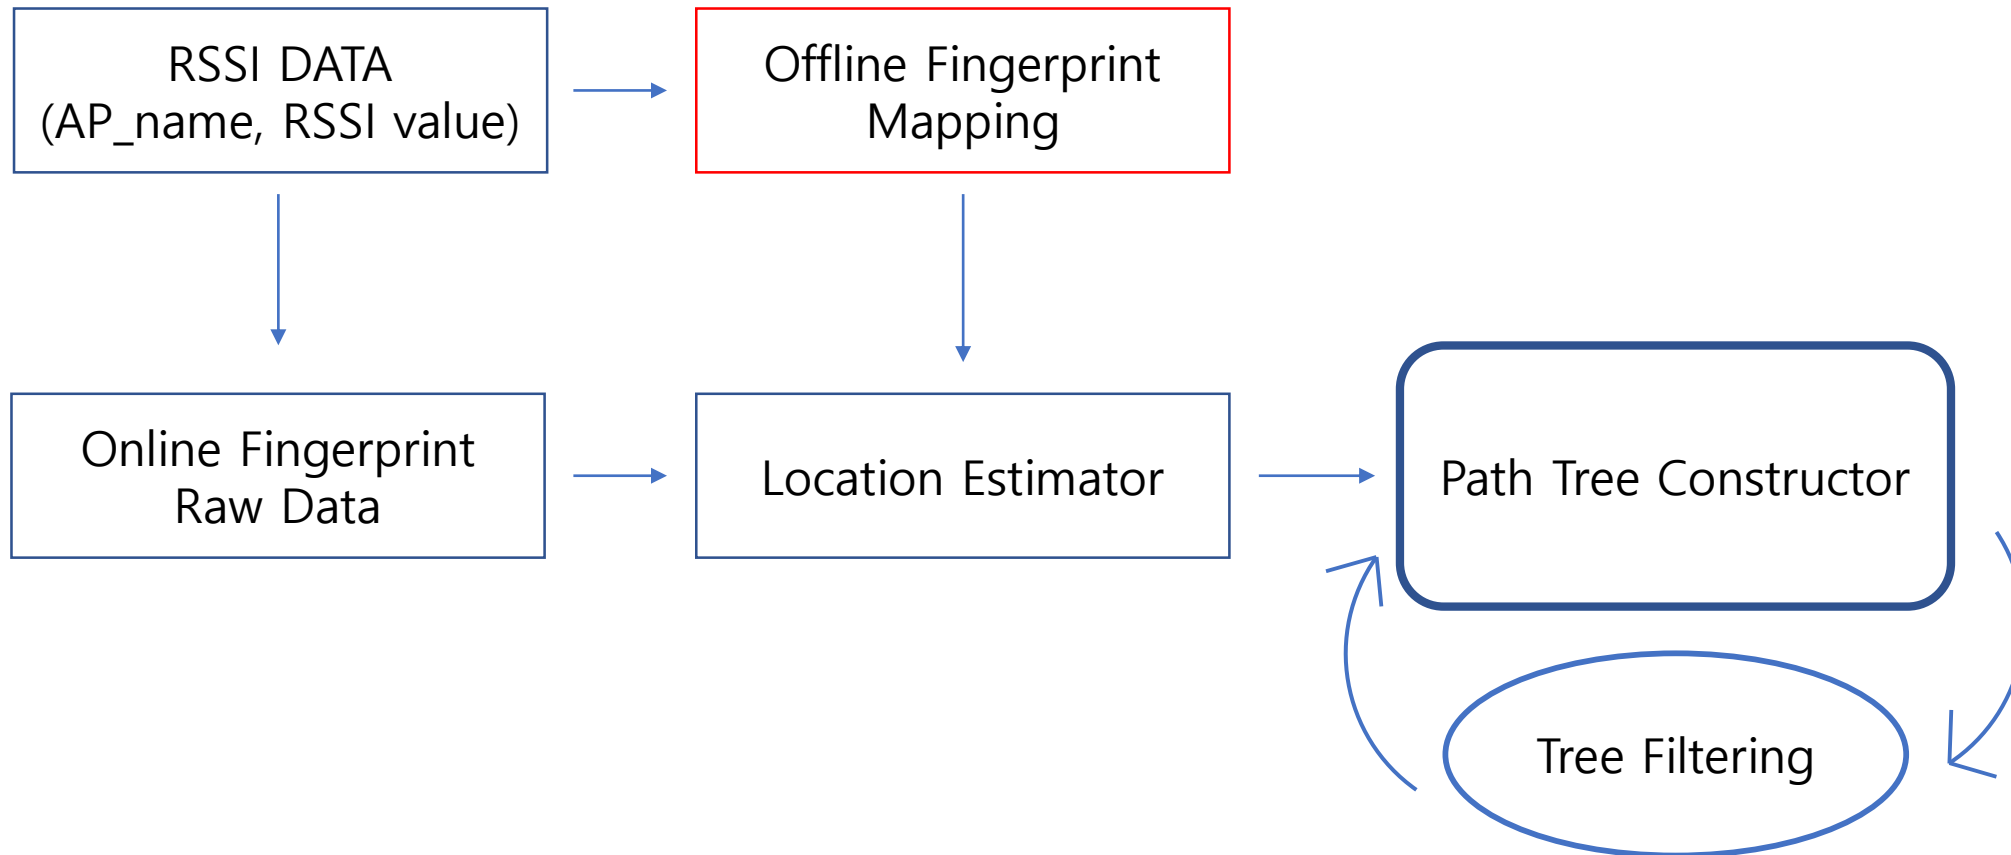 RSSI DATA
(AP_name, RSSI value)
Offline Fingerprint
Mapping
Online Fingerprint
Raw Data
Location Estimator
Path Tree Constructor
Tree Filtering